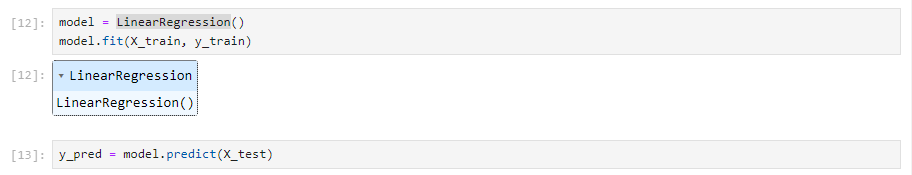 [12]: model = LinearRegression()
model.fit(X_train, y_train)
[12]: ▾ LinearRegression
LinearRegression()
[13]: y_pred = model.predict(X_test)